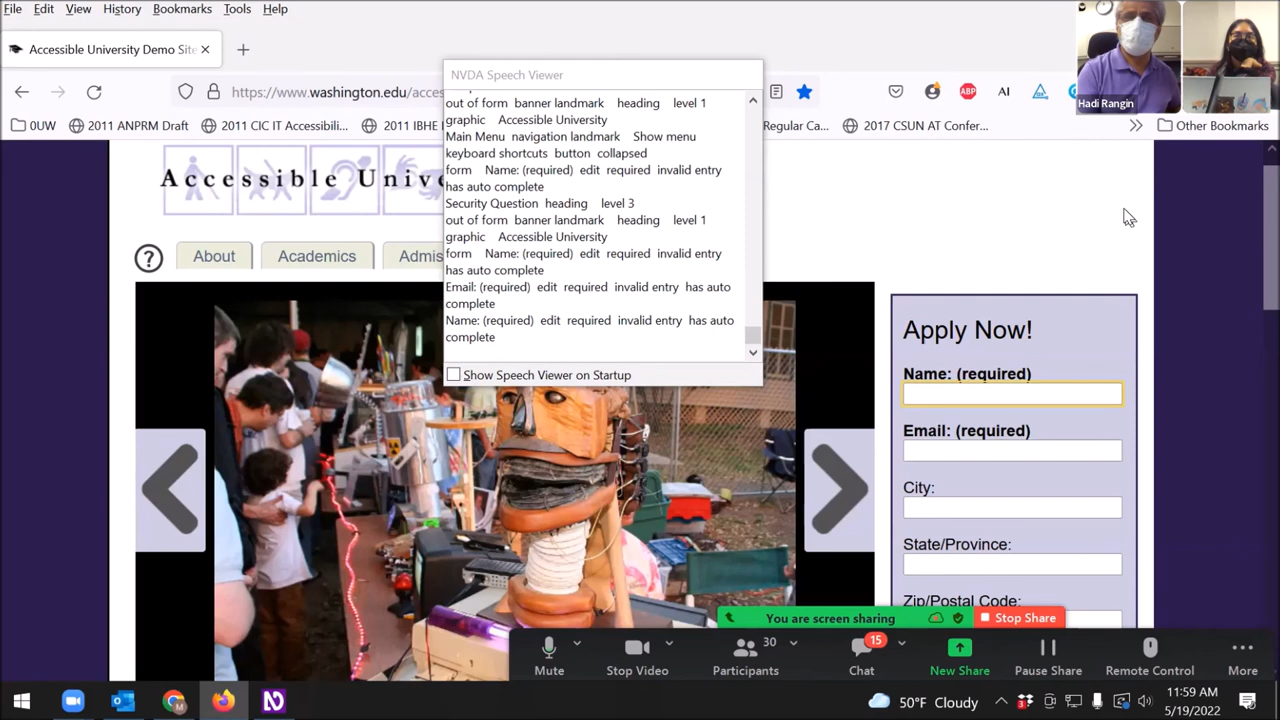 File Edit View History Bookmarks Tools Help
Accessible University Demo Site
https://www.washington.edu/acces
ABP
AI
Hadi Rangin
0UW
2011 ANPRM Draft
2011 CIC IT Accessibili...
2011 IBHE
Regular Ca...
2017 CSUN AT Confer...
Other Bookmarks
NVDA Speech Viewer
out of form banner landmark heading level 1
graphic Accessible University
Main Menu navigation landmark Show menu
keyboard shortcuts button collapsed
form Name: (required) edit required invalid entry
has auto complete
Security Question heading level 3
out of form banner landmark heading level 1
graphic Accessible University
form Name: (required) edit required invalid entry
has auto complete
Email: (required) edit required invalid entry has auto
complete
Name: (required) edit required invalid entry has auto
complete
Show Speech Viewer on Startup
Accessible Unive
?
About
Academics
Admis
Apply Now!
Name: (required)
Email: (required)
City:
State/Province:
Zip/Postal Code:
You are screen sharing
Stop Share
Mute
Stop Video
30
Participants
15
Chat
New Share
Pause Share
Remote Control
More
50°F Cloudy
11:59 AM
5/19/2022